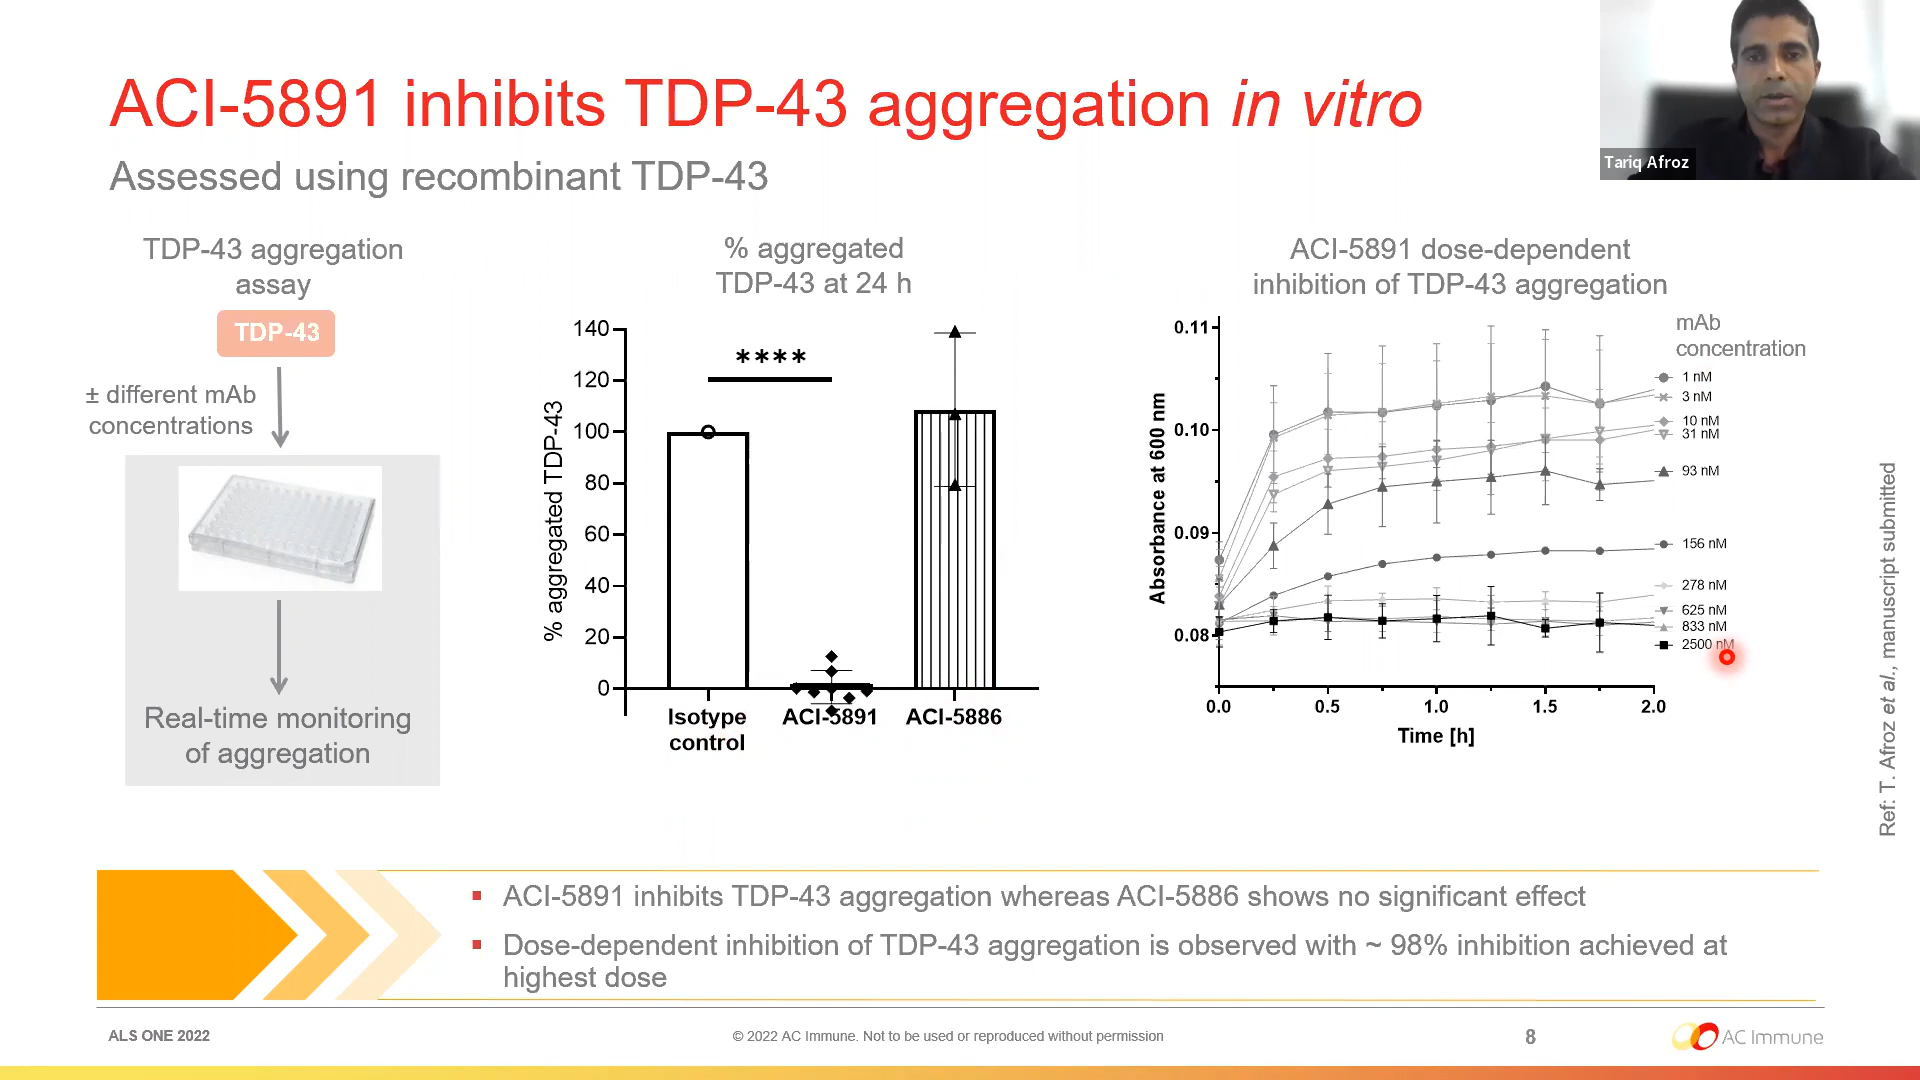 ACI-5891 inhibits TDP-43 aggregation in vitro
Assessed using recombinant TDP-43
Tariq Afroz
TDP-43 aggregation
assay
TDP-43
± different mAb
concentrations
Real-time monitoring
of aggregation
% aggregated
TDP-43 at 24 h
% aggregated TDP-43
140
120
100
80
60
40
20
0
****
Isotype
control
ACI-5891
ACI-5886
ACI-5891 dose-dependent
inhibition of TDP-43 aggregation
Absorbance at 600 nm
0.11
0.10
0.09
0.08
0.0
0.5
1.0
1.5
2.0
Time [h]
mAb
concentration
1 nM
3 nM
10 nM
31 nM
93 nM
156 nM
278 nM
625 nM
833 nM
2500 nM
Ref: T. Afroz et al., manuscript submitted
▪ ACI-5891 inhibits TDP-43 aggregation whereas ACI-5886 shows no significant effect
▪ Dose-dependent inhibition of TDP-43 aggregation is observed with ~ 98% inhibition achieved at
highest dose
ALS ONE 2022
© 2022 AC Immune. Not to be used or reproduced without permission
8
AC Immune